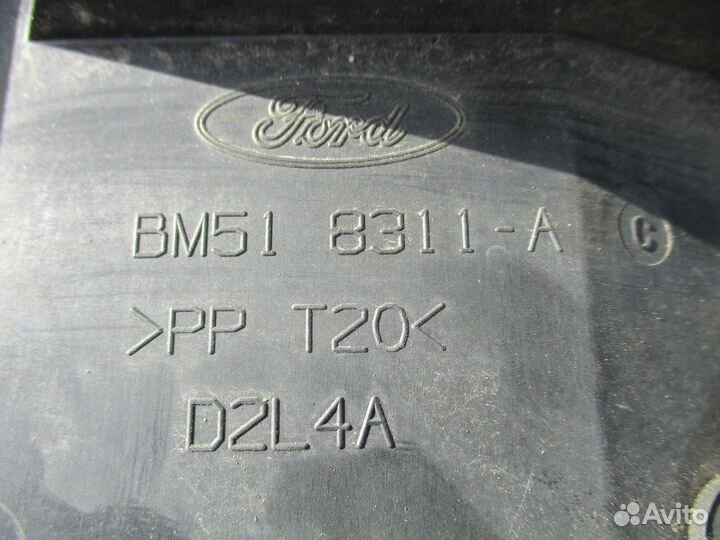 Ford
BM51 8311-A C
>PP T20<
D2L4A
Avito